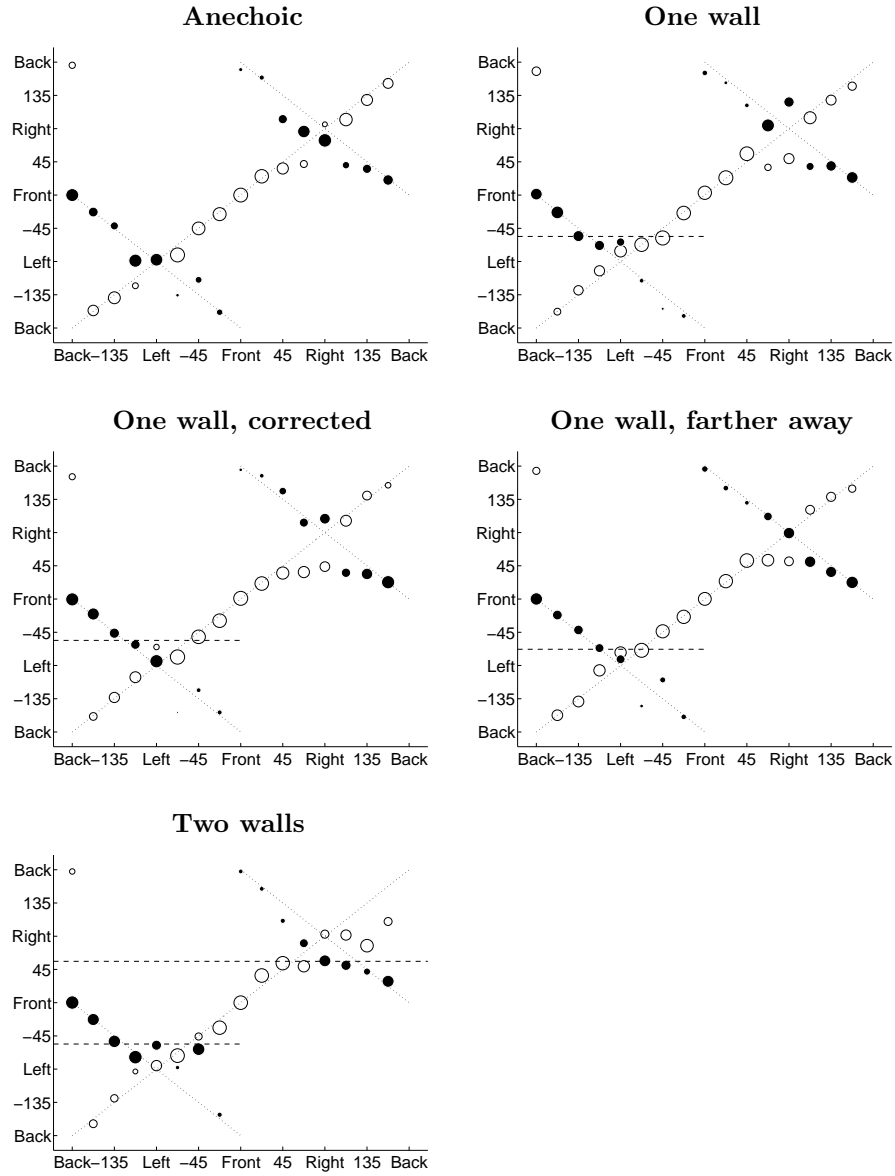 Anechoic
Back
135
Right
45
Front
−45
Left
−135
Back
Back−135 Left −45 Front 45 Right 135 Back
One wall
Back
135
Right
45
Front
−45
Left
−135
Back
Back−135 Left −45 Front 45 Right 135 Back
One wall, corrected
Back
135
Right
45
Front
−45
Left
−135
Back
Back−135 Left −45 Front 45 Right 135 Back
One wall, farther away
Back
135
Right
45
Front
−45
Left
−135
Back
Back−135 Left −45 Front 45 Right 135 Back
Two walls
Back
135
Right
45
Front
−45
Left
−135
Back
Back−135 Left −45 Front 45 Right 135 Back